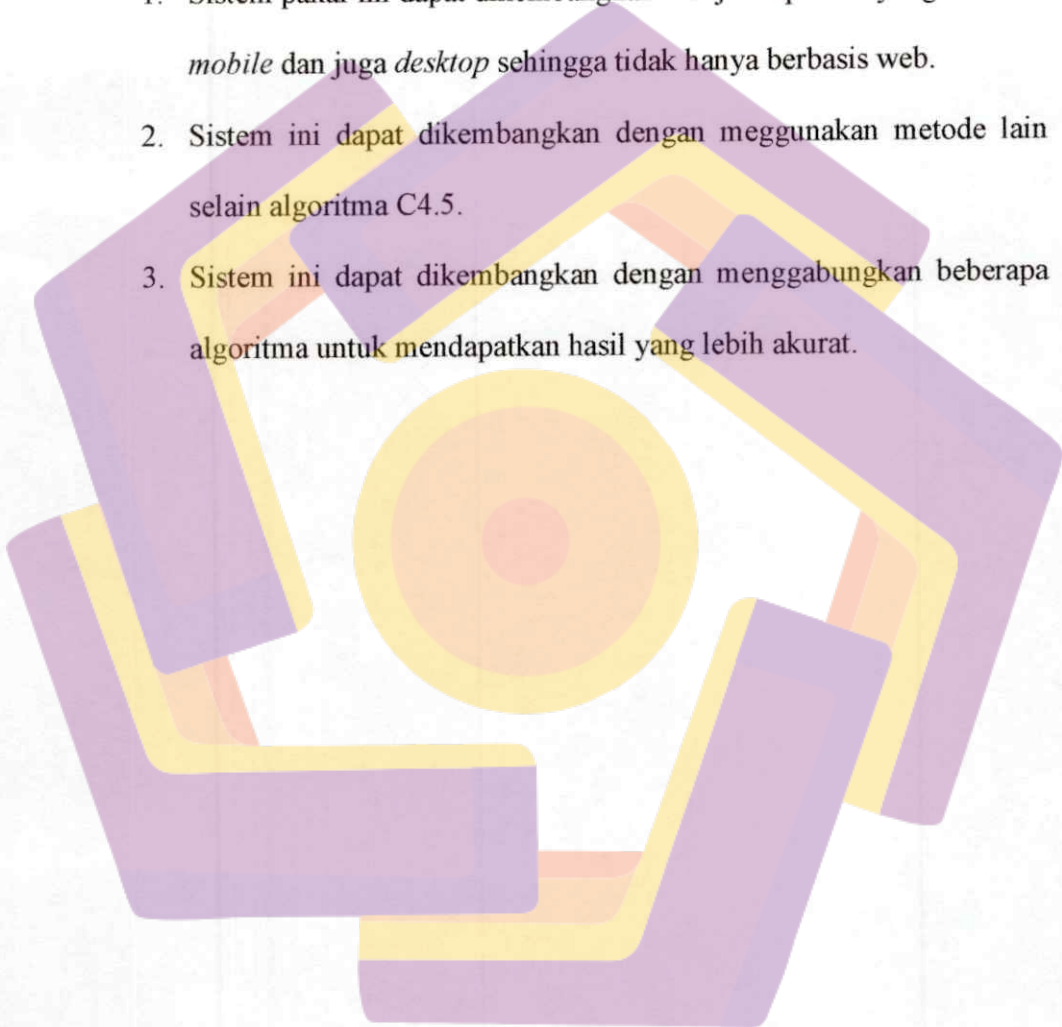 mobile dan juga desktop sehingga tidak hanya berbasis web.
2. Sistem ini dapat dikembangkan dengan meggunakan metode lain
selain algoritma C4.5.
3. Sistem ini dapat dikembangkan dengan menggabungkan beberapa
algoritma untuk mendapatkan hasil yang lebih akurat.